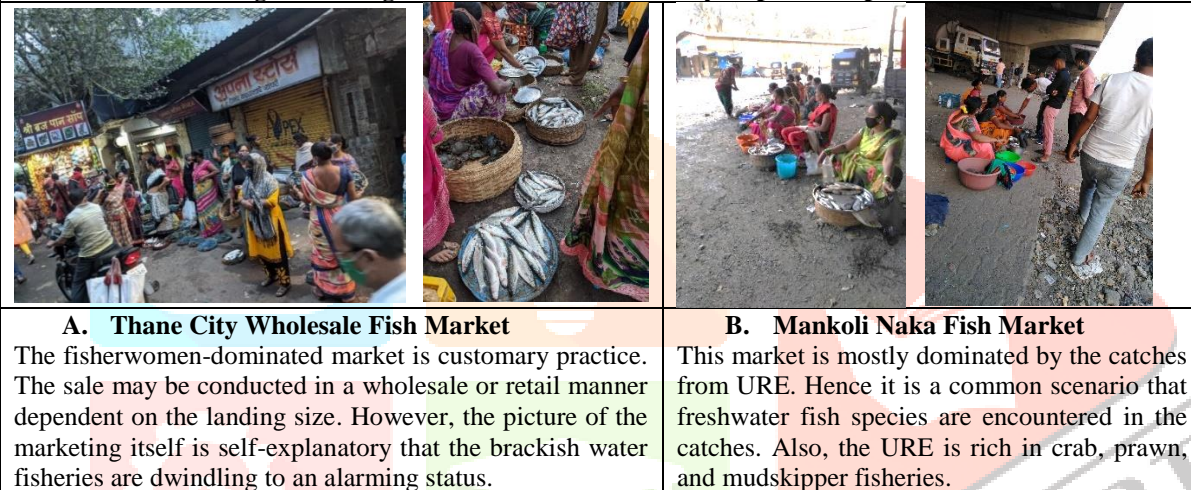 अपना स्टोर्स
APEX
श्री ब्रज पान शॉप
A. Thane City Wholesale Fish Market
The fisherwomen-dominated market is customary practice.
The sale may be conducted in a wholesale or retail manner
dependent on the landing size. However, the picture of the
marketing itself is self-explanatory that the brackish water
fisheries are dwindling to an alarming status.
B. Mankoli Naka Fish Market
This market is mostly dominated by the catches
from URE. Hence it is a common scenario that
freshwater fish species are encountered in the
catches. Also, the URE is rich in crab, prawn,
and mudskipper fisheries.